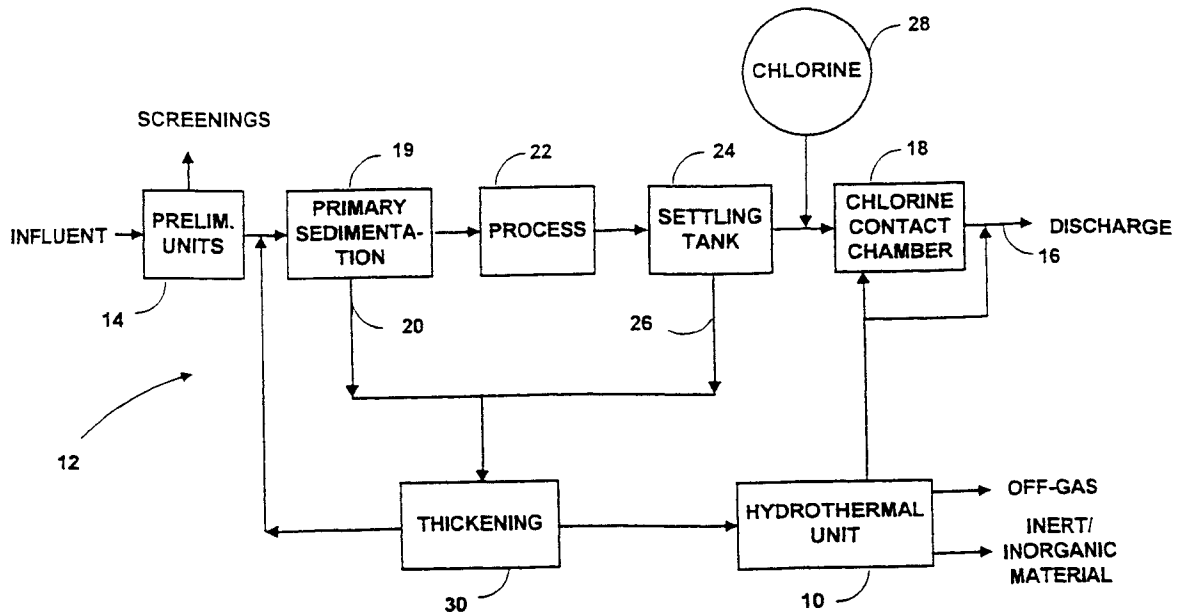 28
CHLORINE
SCREENINGS
19
22
24
18
INFLUENT
PRELIM.
UNITS
PRIMARY
SEDIMENTA-
TION
PROCESS
SETTLING
TANK
CHLORINE
CONTACT
CHAMBER
DISCHARGE
16
14
20
26
12
THICKENING
HYDROTHERMAL
UNIT
OFF-GAS
INERT/
INORGANIC
MATERIAL
30
10